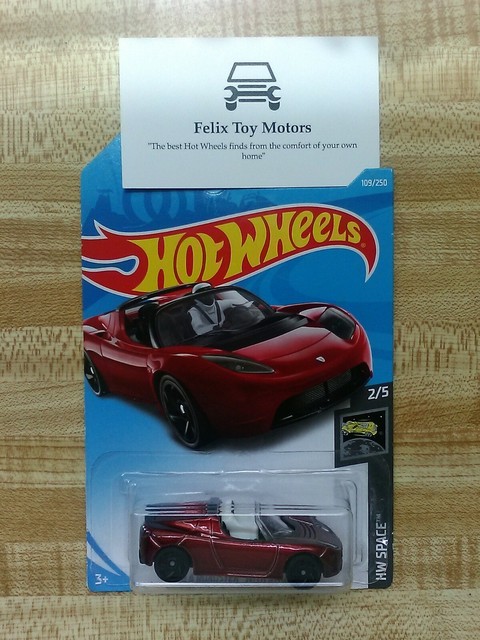 Felix Toy Motors
"The best Hot Wheels finds from the comfort of your own
home"
109/250
HOT WHEELS
2/5
HW SPACE™
3+